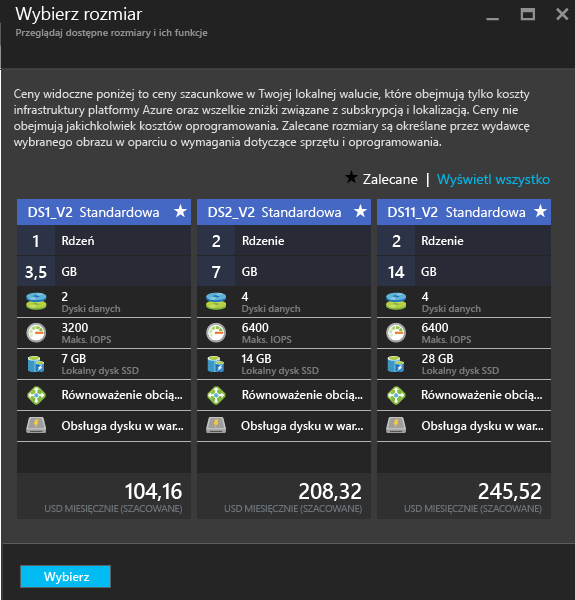 Wybierz rozmiar
Przeglądaj dostępne rozmiary i ich funkcje
Ceny widoczne poniżej to ceny szacunkowe w Twojej lokalnej walucie, które obejmują tylko koszty
infrastruktury platformy Azure oraz wszelkie zniżki związane z subskrypcją i lokalizacją. Ceny nie
obejmują jakichkolwiek kosztów oprogramowania. Zalecane rozmiary są określane przez wydawcę
wybranego obrazu w oparciu o wymagania dotyczące sprzętu i oprogramowania.
★ Zalecane | Wyświetl wszystko
DS1_V2 Standardowa ★
1 Rdzeń
3,5 GB
2
Dyski danych
3200
Maks. IOPS
7 GB
Lokalny dysk SSD
Równoważenie obcią...
Obsługa dysku w war...
104,16
USD MIESIĘCZNIE (SZACOWANE)
DS2_V2 Standardowa ★
2 Rdzenie
7 GB
4
Dyski danych
6400
Maks. IOPS
14 GB
Lokalny dysk SSD
Równoważenie obcią...
Obsługa dysku w war...
208,32
USD MIESIĘCZNIE (SZACOWANE)
DS11_V2 Standardowa ★
2 Rdzenie
14 GB
4
Dyski danych
6400
Maks. IOPS
28 GB
Lokalny dysk SSD
Równoważenie obcią...
Obsługa dysku w war...
245,52
USD MIESIĘCZNIE (SZACOWANE)
Wybierz